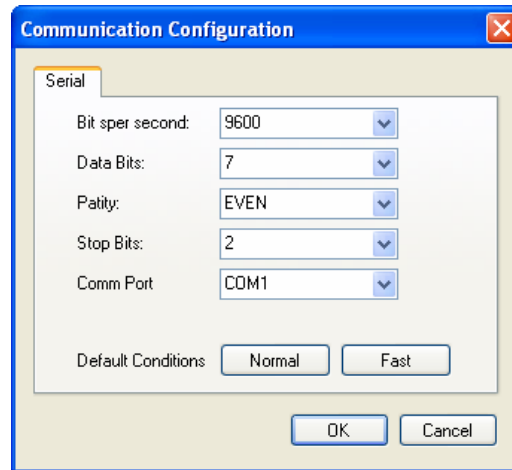 Communication Configuration
Serial
Bit sper second: 9600
Data Bits: 7
Patity: EVEN
Stop Bits: 2
Comm Port COM1
Default Conditions Normal Fast
OK Cancel